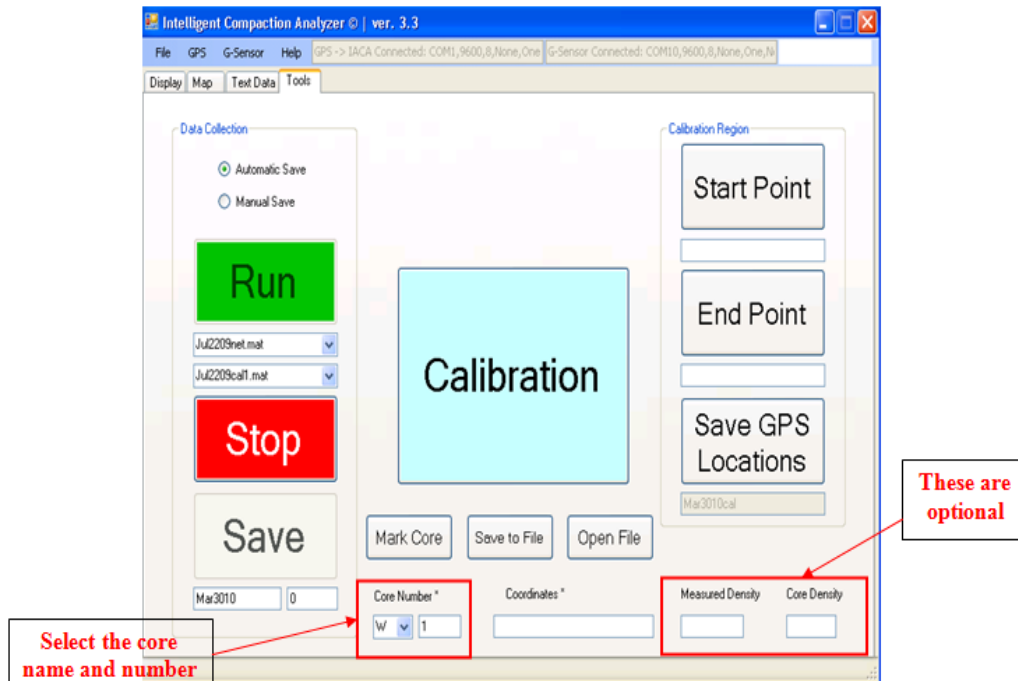 Intelligent Compaction Analyzer © | ver. 3.3
File GPS G-Sensor Help GPS -> IACA Connected: COM1,9600,8,None,One G-Sensor Connected: COM10,9600,8,None,One,N
Display Map Text Data Tools
Data Collection
Automatic Save
Manual Save
Run
Jul2209net.mat
Jul2209cal1.mat
Stop
Save
Mar3010 0
Calibration
Mark Core Save to File Open File
Core Number * Coordinates * Measured Density Core Density
W 1
Calibration Region
Start Point
End Point
Save GPS
Locations
Mar3010cal
These are
optional
Select the core
name and number